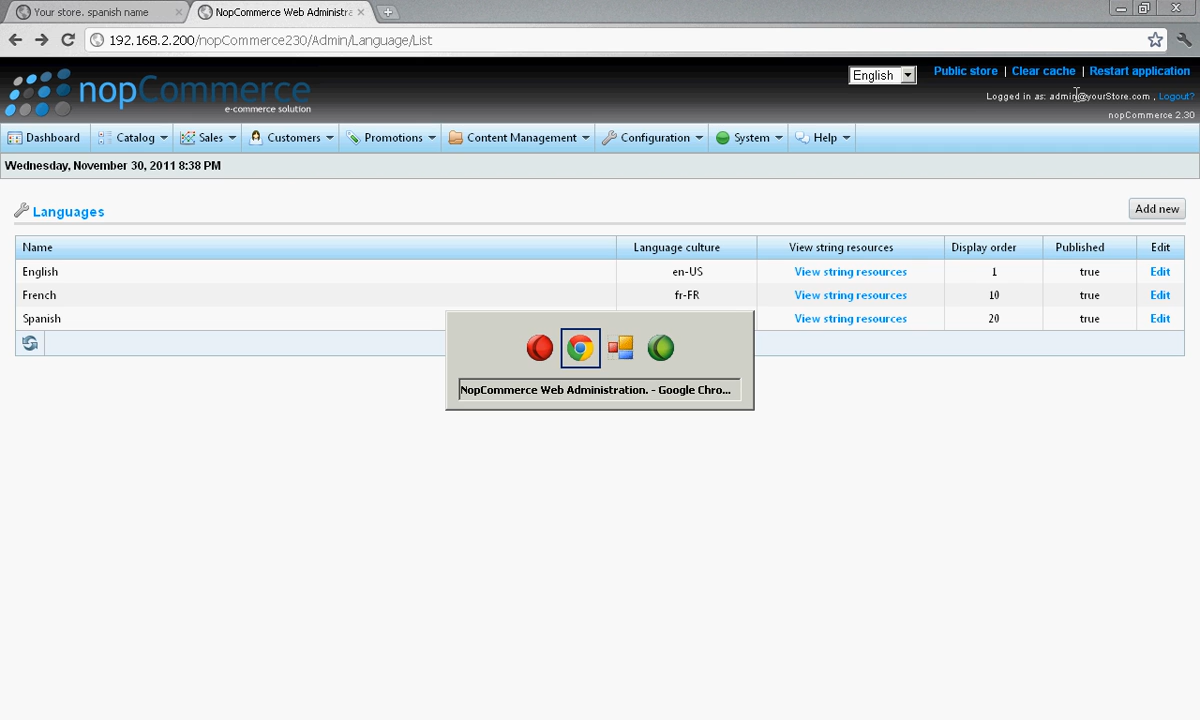 Your store. spanish name
NopCommerce Web Administra
192.168.2.200/nopCommerce230/Admin/Language/List
nopCommerce
e-commerce solution
English
Public store | Clear cache | Restart application
Logged in as: admin@yourStore.com , Logout?
nopCommerce 2.30
Dashboard Catalog Sales Customers Promotions Content Management Configuration System Help
Wednesday, November 30, 2011 8:38 PM
Languages
Add new
Name Language culture View string resources Display order Published Edit
English en-US View string resources 1 true Edit
French fr-FR View string resources 10 true Edit
Spanish View string resources 20 true Edit
NopCommerce Web Administration. - Google Chro...